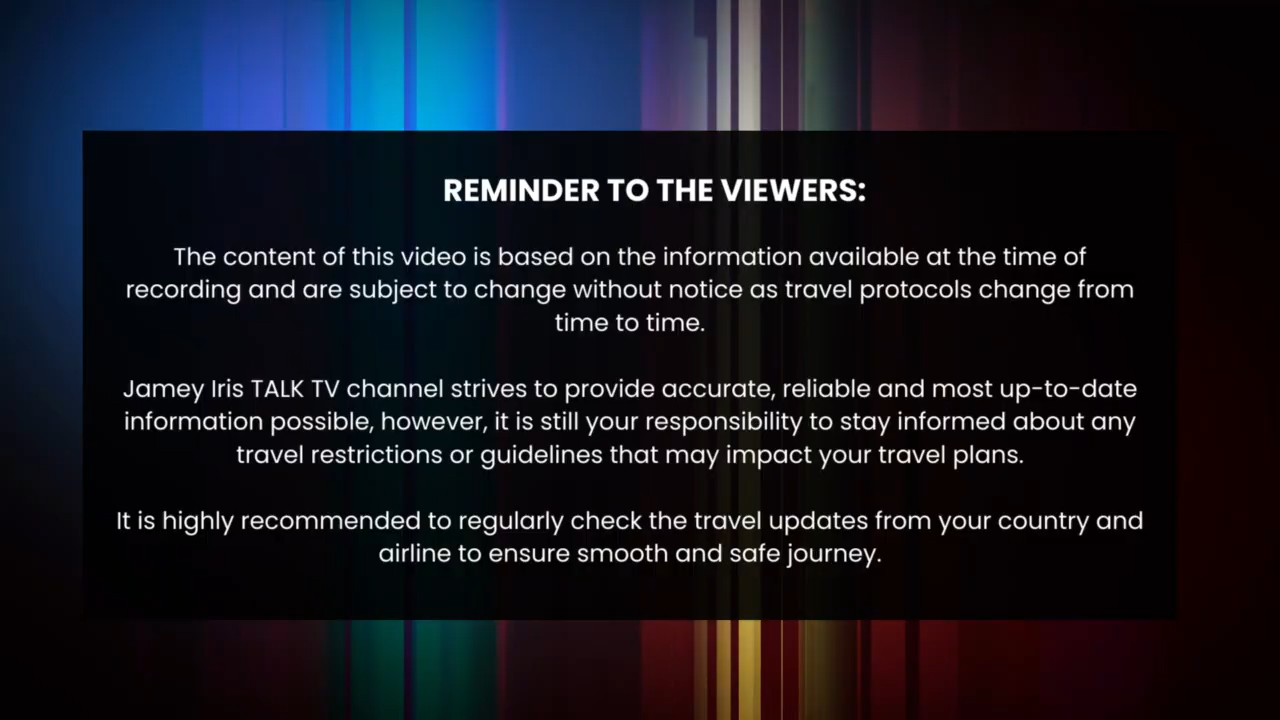 REMINDER TO THE VIEWERS:
The content of this video is based on the information available at the time of
recording and are subject to change without notice as travel protocols change from
time to time.
Jamey Iris TALK TV channel strives to provide accurate, reliable and most up-to-date
information possible, however, it is still your responsibility to stay informed about any
travel restrictions or guidelines that may impact your travel plans.
It is highly recommended to regularly check the travel updates from your country and
airline to ensure smooth and safe journey.